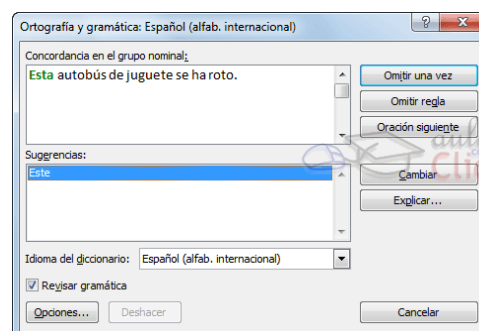 Ortografía y gramática: Español (alfab. internacional)
Concordancia en el grupo nominal:
Esta autobús de juguete se ha roto.
Omitir una vez
Omitir regla
Oración siguiente
Sugerencias:
Este
Cambiar
Explicar...
Idioma del diccionario: Español (alfab. internacional)
Revisar gramática
Opciones... Deshacer Cancelar